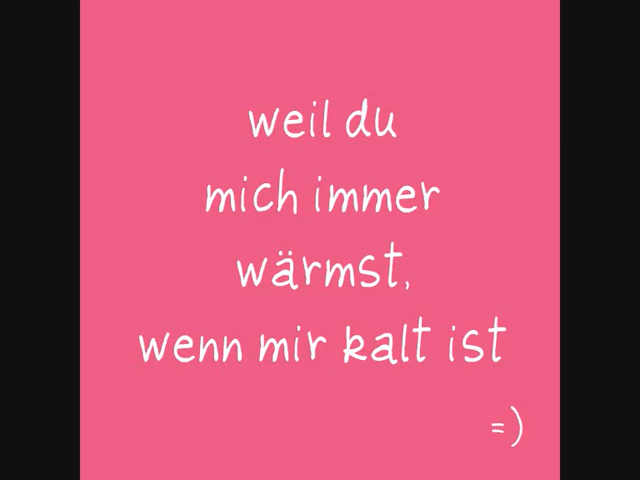 weil du
mich immer
wärmst,
wenn mir kalt ist
=)